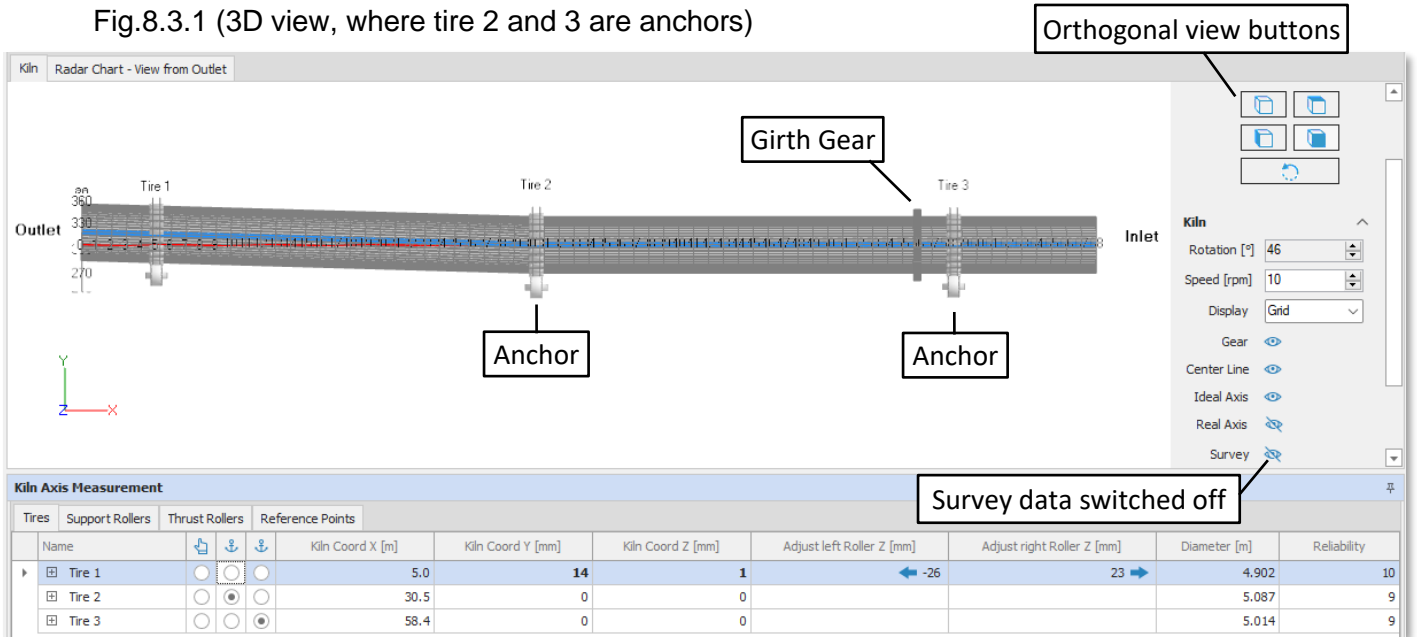 Fig.8.3.1 (3D view, where tire 2 and 3 are anchors)
Orthogonal view buttons
Kiln Radar Chart - View from Outlet
Girth Gear
Tire 1 Tire 2 Tire 3
360
330
Outlet
Inlet
270
Anchor Anchor
Y
Z X
Kiln
Rotation [°] 46
Speed [rpm] 10
Display Grid
Gear
Center Line
Ideal Axis
Real Axis
Survey
Survey data switched off
Kiln Axis Measurement
Tires Support Rollers Thrust Rollers Reference Points
Name Kiln Coord X [m] Kiln Coord Y [mm] Kiln Coord Z [mm] Adjust left Roller Z [mm] Adjust right Roller Z [mm] Diameter [m] Reliability
Tire 1 5.0 14 1 -26 23 4.902 10
Tire 2 30.5 0 0 5.087 9
Tire 3 58.4 0 0 5.014 9